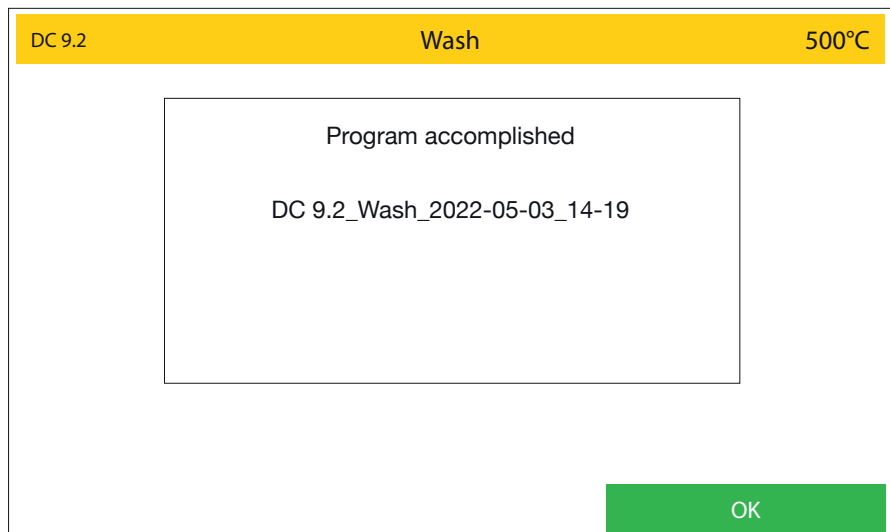 DC 9.2 Wash 500°C
Program accomplished
DC 9.2_Wash_2022-05-03_14-19
OK